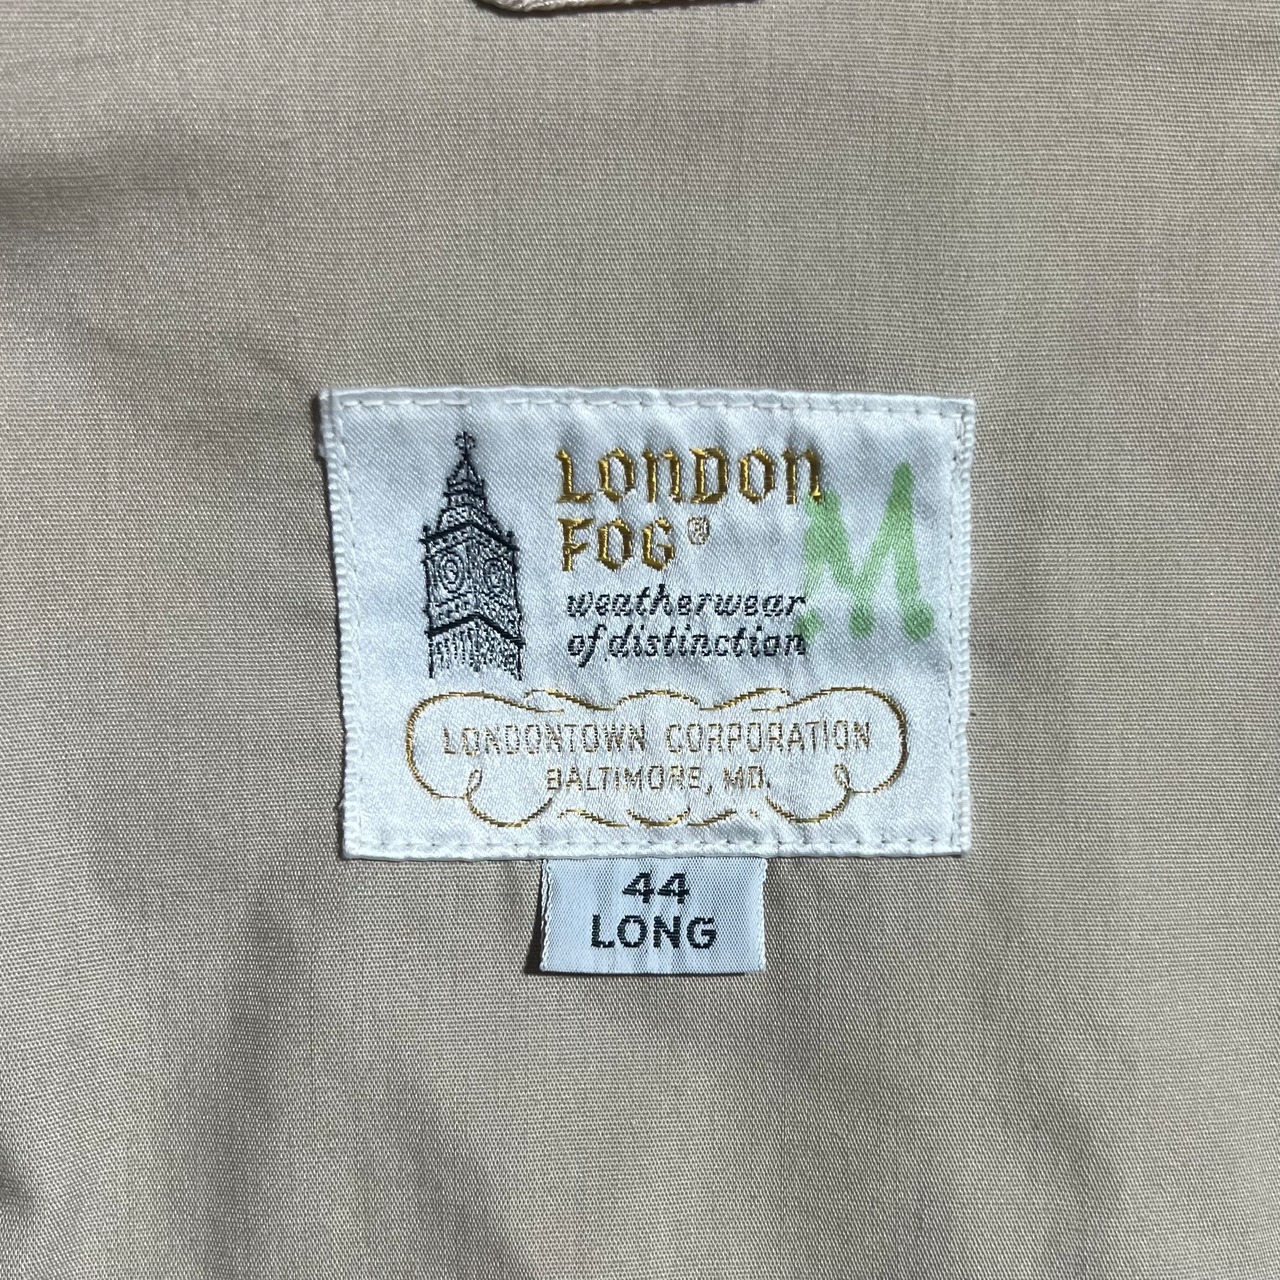 LONDON
FOG®
M
weatherwear
of distinction
LONDONTOWN CORPORATION
BALTIMORE, MD.
44
LONG